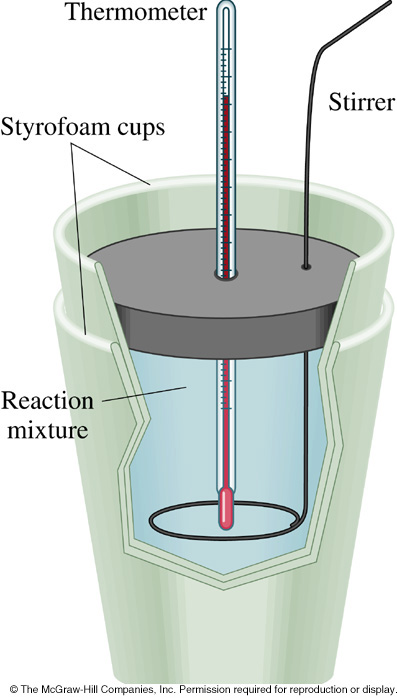 Thermometer
Stirrer
Styrofoam cups
Reaction
mixture
© The McGraw-Hill Companies, Inc. Permission required for reproduction or display.